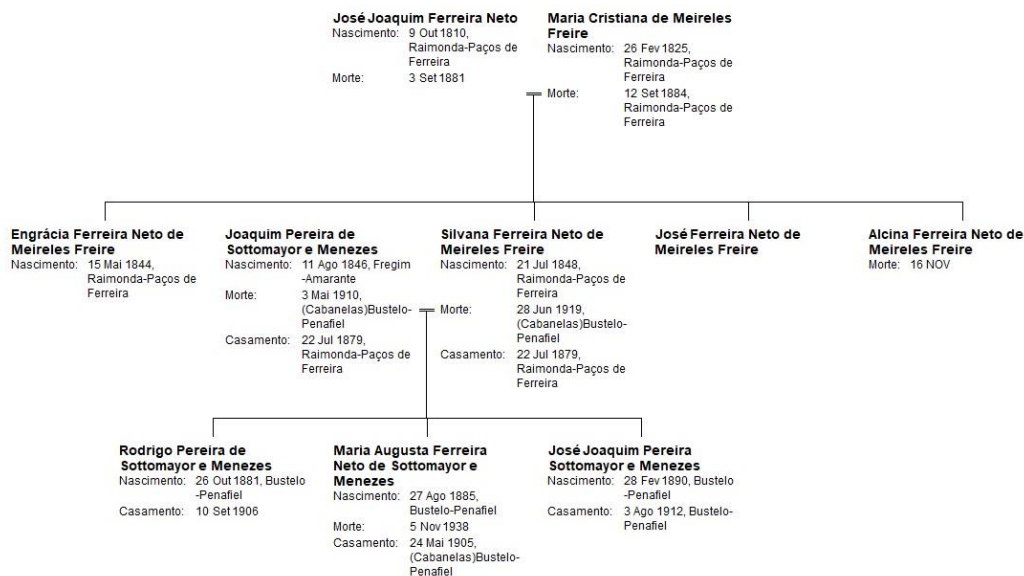 José Joaquim Ferreira Neto
Nascimento: 9 Out 1810,
Raimonda-Paços de
Ferreira
Morte: 3 Set 1881
Maria Cristiana de Meireles
Freire
Nascimento: 26 Fev 1825,
Raimonda-Paços de
Ferreira
Morte: 12 Set 1884,
Raimonda-Paços de
Ferreira
Engrácia Ferreira Neto de
Meireles Freire
Nascimento: 15 Mai 1844,
Raimonda-Paços de
Ferreira
Joaquim Pereira de
Sottomayor e Menezes
Nascimento: 11 Ago 1846, Fregim
-Amarante
Morte: 3 Mai 1910,
(Cabanelas)Bustelo-
Penafiel
Casamento: 22 Jul 1879,
Raimonda-Paços de
Ferreira
Silvana Ferreira Neto de
Meireles Freire
Nascimento: 21 Jul 1848,
Raimonda-Paços de
Ferreira
Morte: 28 Jun 1919,
(Cabanelas)Bustelo-
Penafiel
Casamento: 22 Jul 1879,
Raimonda-Paços de
Ferreira
José Ferreira Neto de
Meireles Freire
Alcina Ferreira Neto de
Meireles Freire
Morte: 16 NOV
Rodrigo Pereira de
Sottomayor e Menezes
Nascimento: 26 Out 1881, Bustelo
-Penafiel
Casamento: 10 Set 1906
Maria Augusta Ferreira
Neto de Sottomayor e
Menezes
Nascimento: 27 Ago 1885,
Bustelo-Penafiel
Morte: 5 Nov 1938
Casamento: 24 Mai 1905,
(Cabanelas)Bustelo-
Penafiel
José Joaquim Pereira
Sottomayor e Menezes
Nascimento: 28 Fev 1890, Bustelo
-Penafiel
Casamento: 3 Ago 1912, Bustelo-
Penafiel